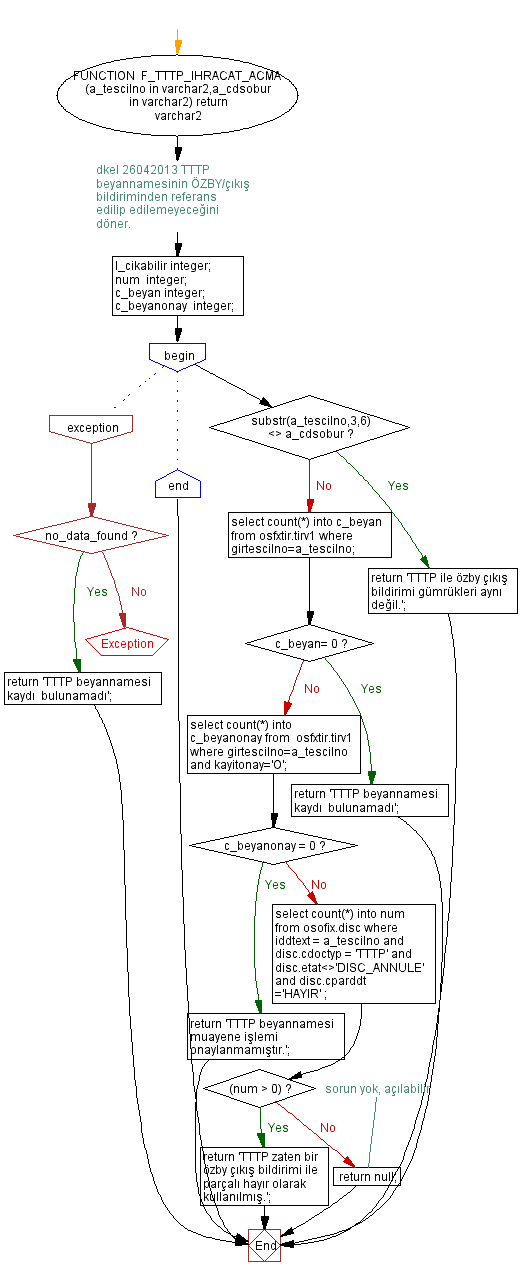 FUNCTION F_TTTP_IHRACAT_ACMA
(a_tescilno in varchar2,a_cdsobur
in varchar2) return
varchar2
dkel 26042013 TTTP
beyannamesinin ÖZBY/çıkış
bildiriminden referans
edilip edilemeyeceğini
döner.
l_cikabilir integer;
num integer;
c_beyan integer;
c_beyanonay integer;
begin
exception
end
substr(a_tescilno,3,6)
<> a_cdsobur ?
No
Yes
no_data_found ?
select count(*) into c_beyan
from osfxtir.tirv1 where
girtescilno=a_tescilno;
return 'TTTP ile özby çıkış
bildirimi gümrükleri aynı
değil.';
Yes
No
Exception
c_beyan= 0 ?
return 'TTTP beyannamesi
kaydı bulunamadı';
No
Yes
select count(*) into
c_beyanonay from osfxtir.tirv1
where girtescilno=a_tescilno
and kayitonay='O';
return 'TTTP beyannamesi
kaydı bulunamadı';
c_beyanonay = 0 ?
Yes
No
select count(*) into num
from osofix.disc where
iddtext = a_tescilno and
disc.cdoctyp = 'TTTP' and
disc.etat<>'DISC_ANNULE'
and disc.cparddt
='HAYIR' ;
return 'TTTP beyannamesi
muayene işlemi
onaylanmamıştır.';
(num > 0) ?
sorun yok, açılabilir
Yes
No
return 'TTTP zaten bir
özby çıkış bildirimi ile
parçalı hayır olarak
kullanılmış.';
return null;
End